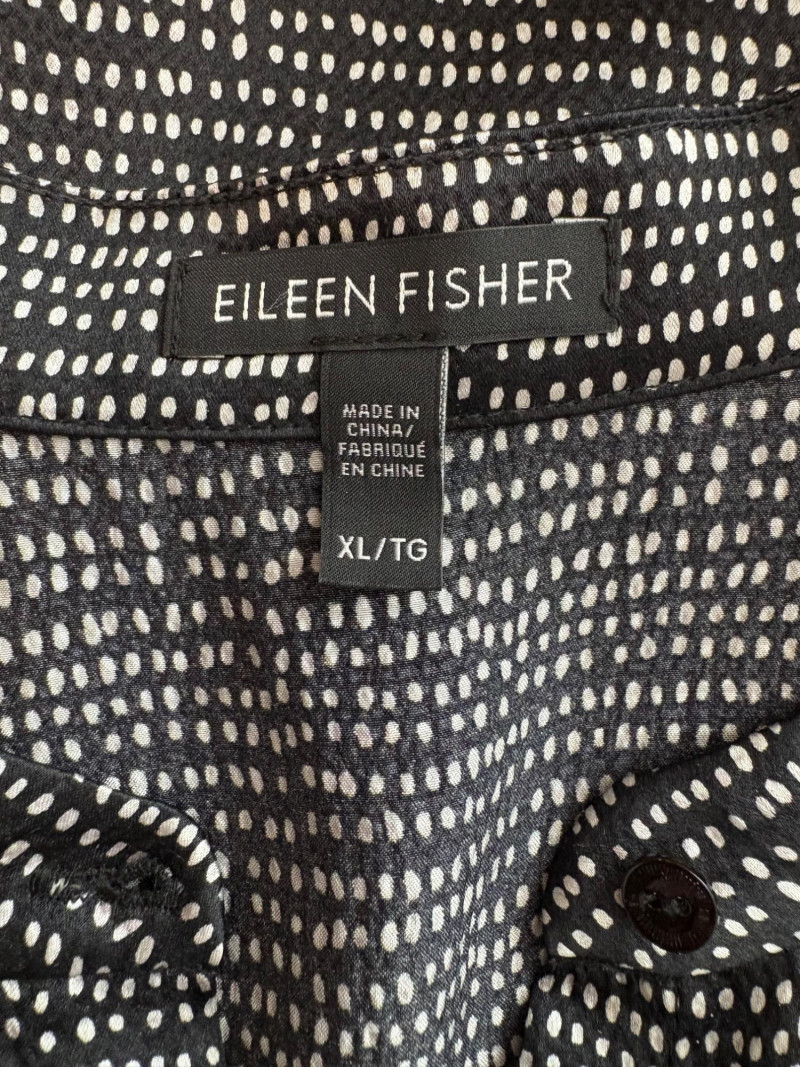 EILEEN FISHER
MADE IN
CHINA/
FABRIQUÉ
EN CHINE
XL/TG